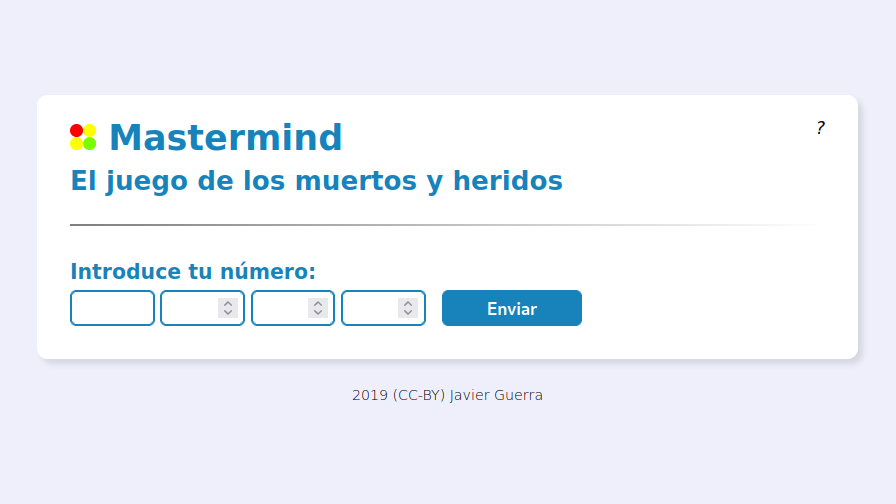 Mastermind
?
El juego de los muertos y heridos
Introduce tu número:
Enviar
2019 (CC-BY) Javier Guerra